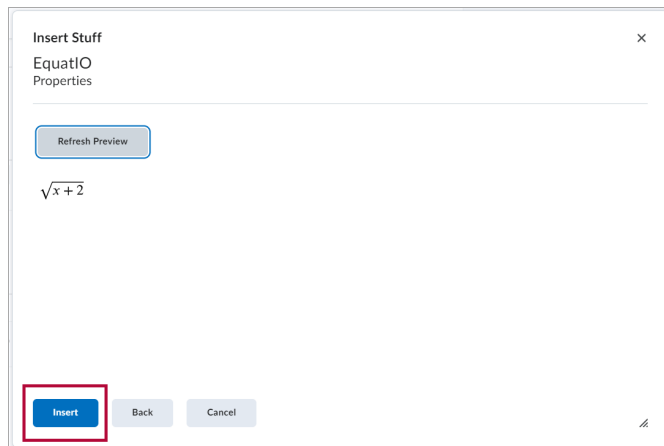 Insert Stuff ×
EquatIO
Properties
Refresh Preview
√x + 2
Insert Back Cancel